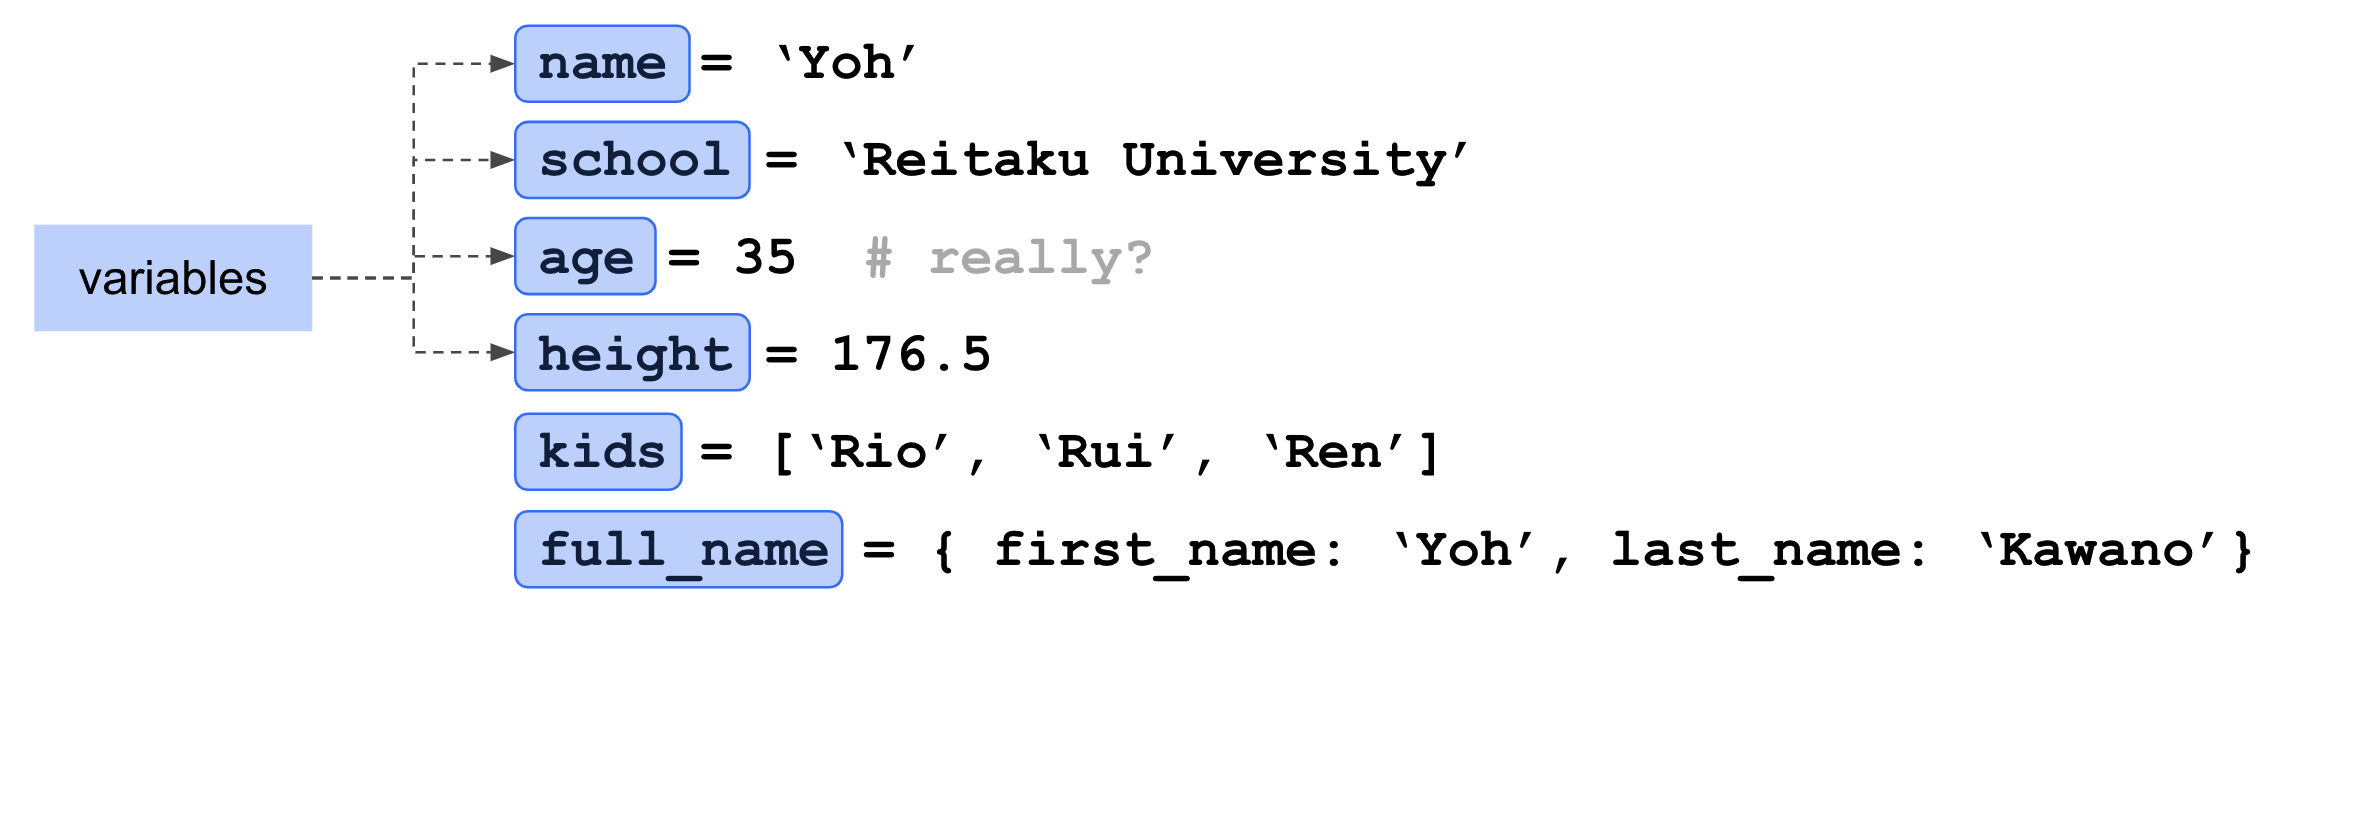 name = ‘Yoh’
school = ‘Reitaku University’
age = 35 # really?
variables
height = 176.5
kids = [‘Rio’, ‘Rui’, ‘Ren’]
full_name = { first_name: ‘Yoh’, last_name: ‘Kawano’}